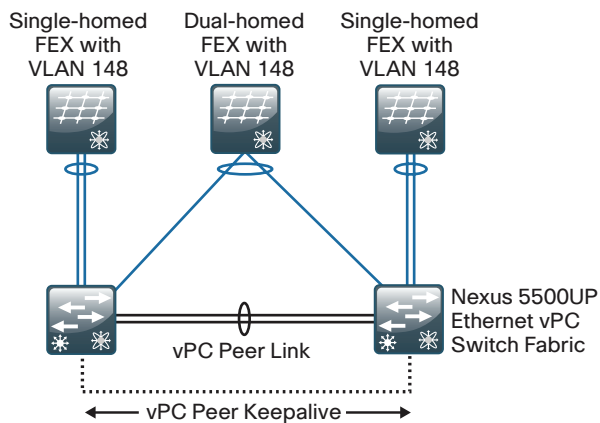 Single-homed
FEX with
VLAN 148
Dual-homed
FEX with
VLAN 148
Single-homed
FEX with
VLAN 148
Nexus 5500UP
Ethernet vPC
Switch Fabric
vPC Peer Link
vPC Peer Keepalive